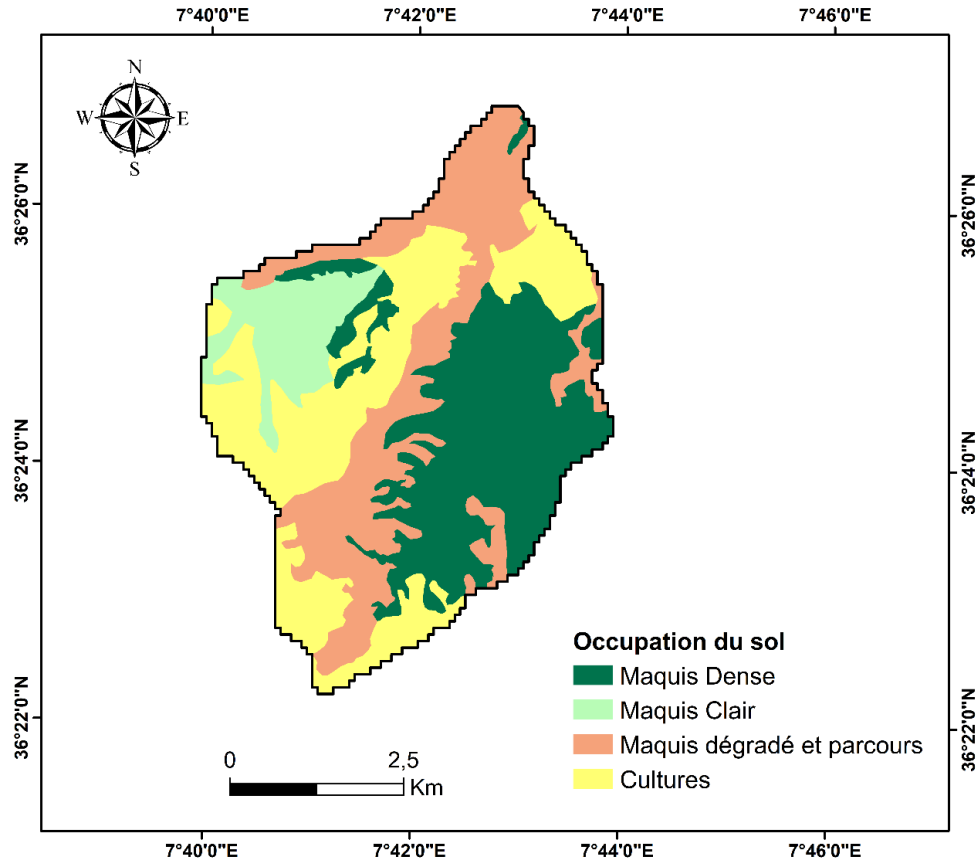 7°40'0"E 7°42'0"E 7°44'0"E 7°46'0"E
N
W E
S
36°26'0"N 36°26'0"N
36°24'0"N 36°24'0"N
36°22'0"N 36°22'0"N
Occupation du sol
Maquis Dense
Maquis Clair
Maquis dégradé et parcours
Cultures
0 2,5
Km
7°40'0"E 7°42'0"E 7°44'0"E 7°46'0"E